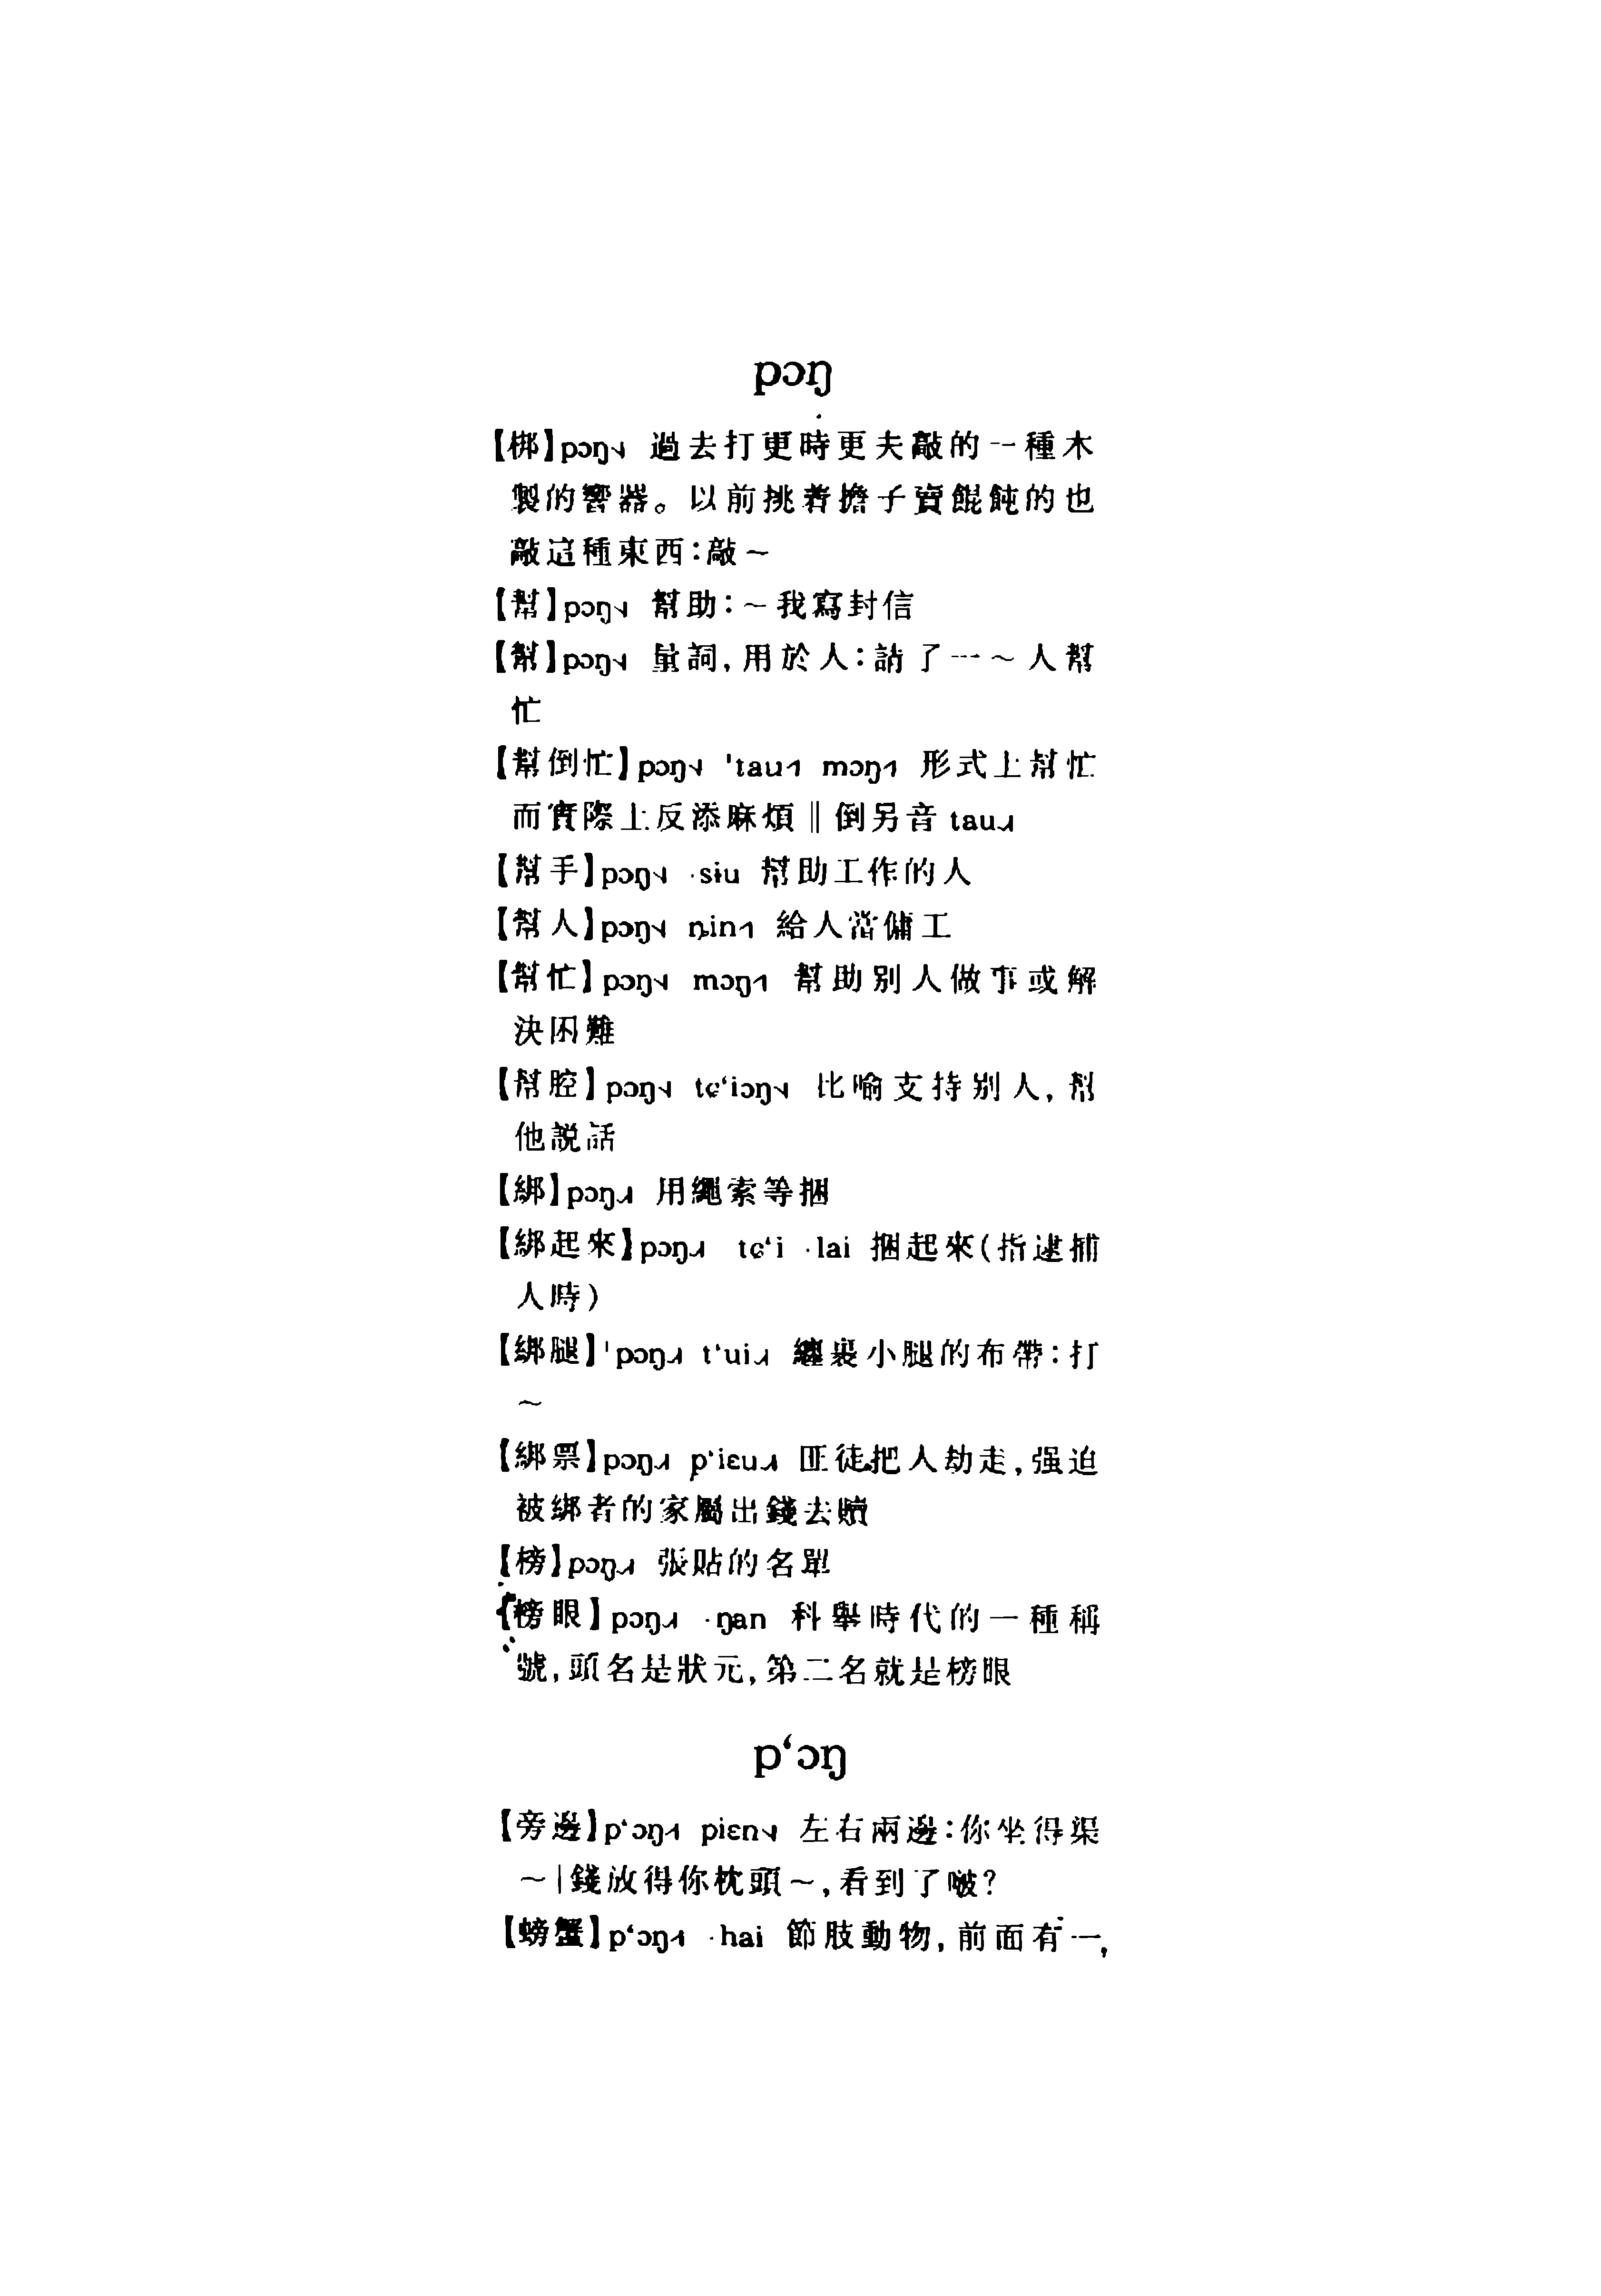 pɔŋ
【梆】pɔŋ˧˩ 過去打更時更夫敲的一種木
製的響器。以前挑着擔子賣餛飩的也
敲這種東西:敲～
【幫】pɔŋ˧˩ 幫助:～我寫封信
【幫】pɔŋ˧˩ 量詞,用於人:請了一～人幫
忙
【幫倒忙】pɔŋ˧˩ ˈtau˧˥ mɔŋ˧˥ 形式上幫忙
而實際上反添麻煩‖倒另音 tau˩˧
【幫手】pɔŋ˧˩ ·siu 幫助工作的人
【幫人】pɔŋ˧˩ ȵin˧˥ 給人當傭工
【幫忙】pɔŋ˧˩ mɔŋ˧˥ 幫助別人做事或解
決困難
【幫腔】pɔŋ˧˩ tɕ‘iɔŋ˧˩ 比喻支持別人,幫
他説話
【綁】pɔŋ˩˧ 用繩索等捆
【綁起來】pɔŋ˩˧ tɕ‘i ·lai 捆起來(指逮捕
人時)
【綁腿】ˈpɔŋ˩˧ t‘ui˩˧ 纏裹小腿的布帶:打
～
【綁票】pɔŋ˩˧ p‘iɛu˩˧ 匪徒把人劫走,强迫
被綁者的家屬出錢去贖
【榜】pɔŋ˩˧ 張貼的名單
【榜眼】pɔŋ˩˧ ·ŋan 科舉時代的一種稱
號,頭名是狀元,第二名就是榜眼
p‘ɔŋ
【旁邊】p‘ɔŋ˧˥ piɛn˧˩ 左右兩邊:你坐得渠
～|錢放得你枕頭～,看到了啵?
【螃蟹】p‘ɔŋ˧˥ ·hai 節肢動物,前面有一